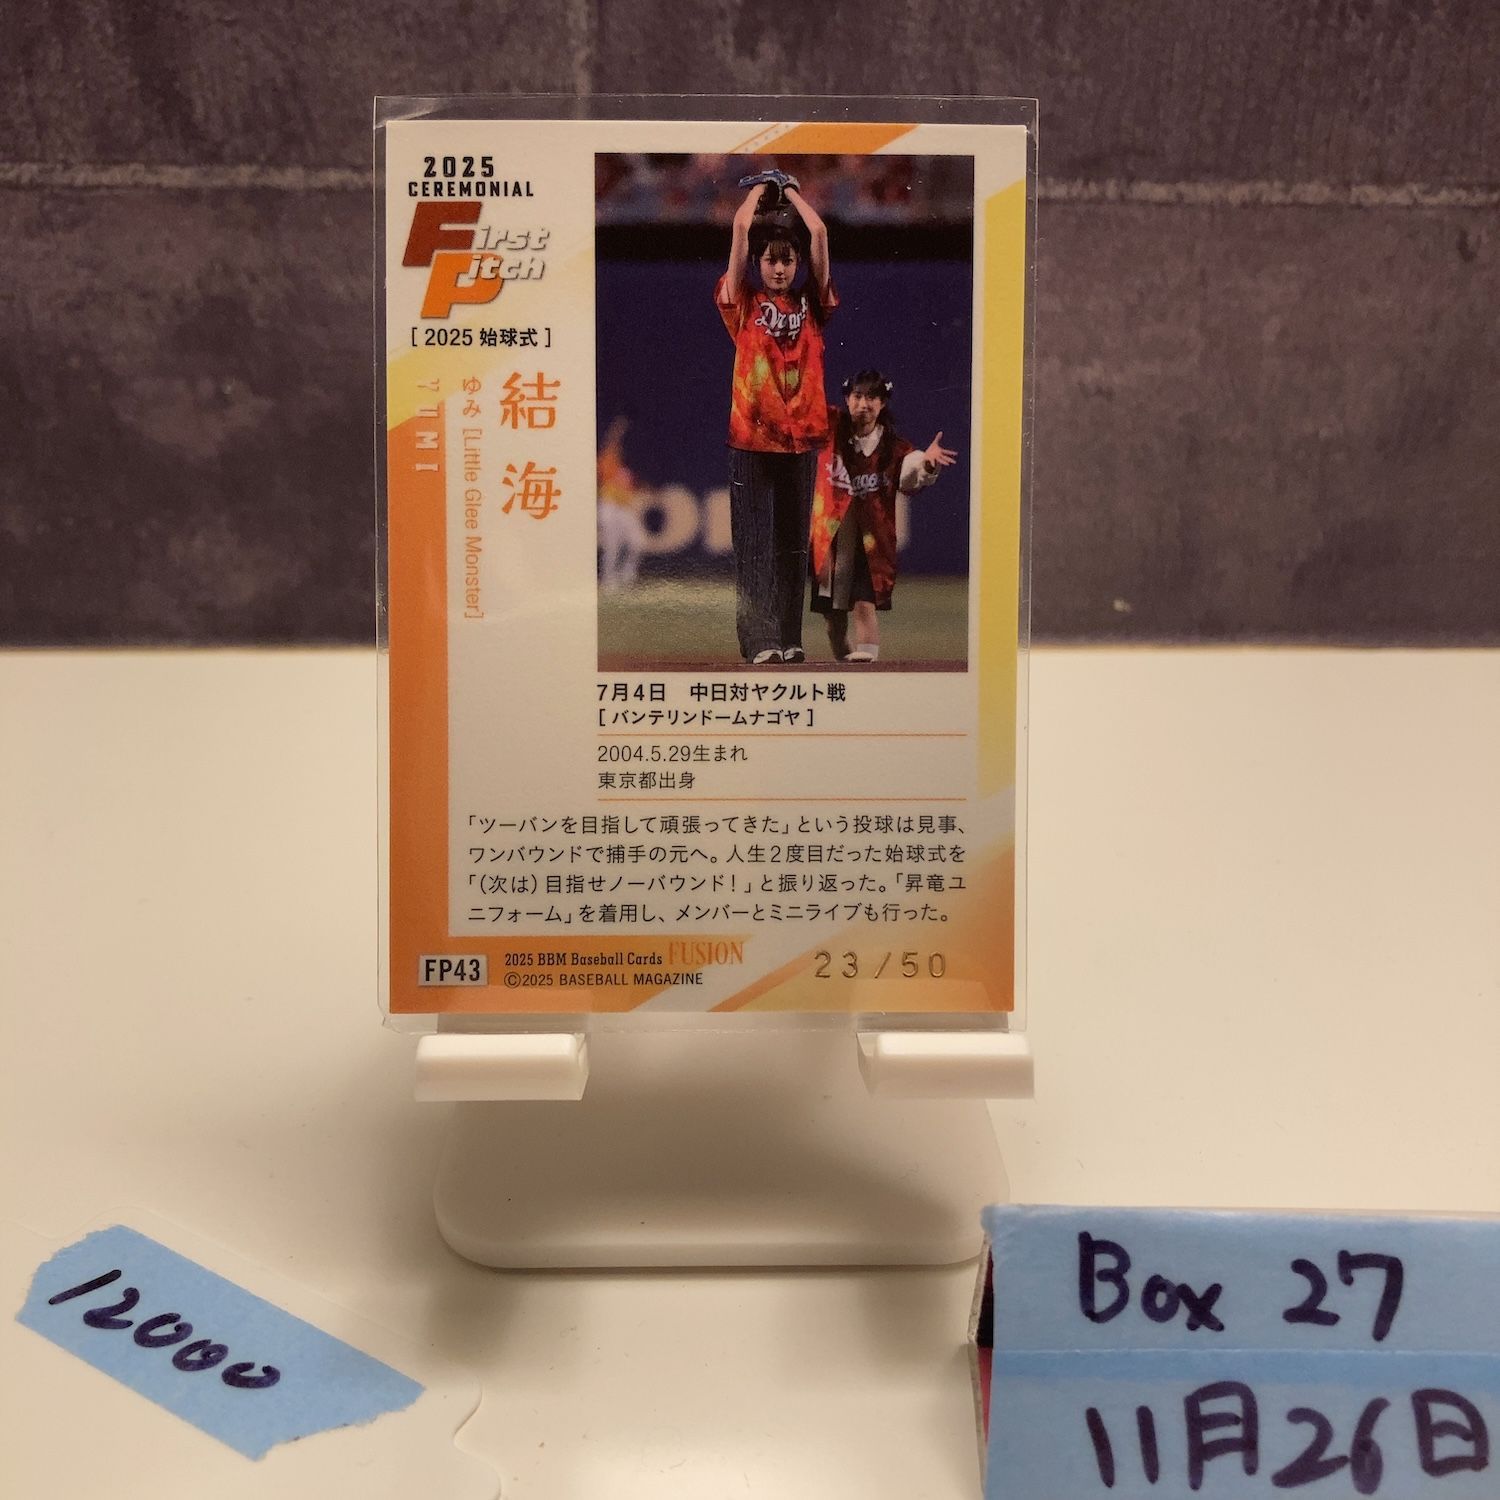 2025
CEREMONIAL
First
Pitch
[ 2025 始球式 ]
結海
ゆみ [Little Glee Monster]
YUMI
Dragons
7月4日　中日対ヤクルト戦
[ バンテリンドームナゴヤ ]
2004.5.29生まれ
東京都出身
「ツーバンを目指して頑張ってきた」という投球は見事、
ワンバウンドで捕手の元へ。人生2度目だった始球式を
「(次は)目指せノーバウンド！」と振り返った。「昇竜ユ
ニフォーム」を着用し、メンバーとミニライブも行った。
FP43
2025 BBM Baseball Cards FUSION
©2025 BASEBALL MAGAZINE
23/50
12000
Box 27
11月26日